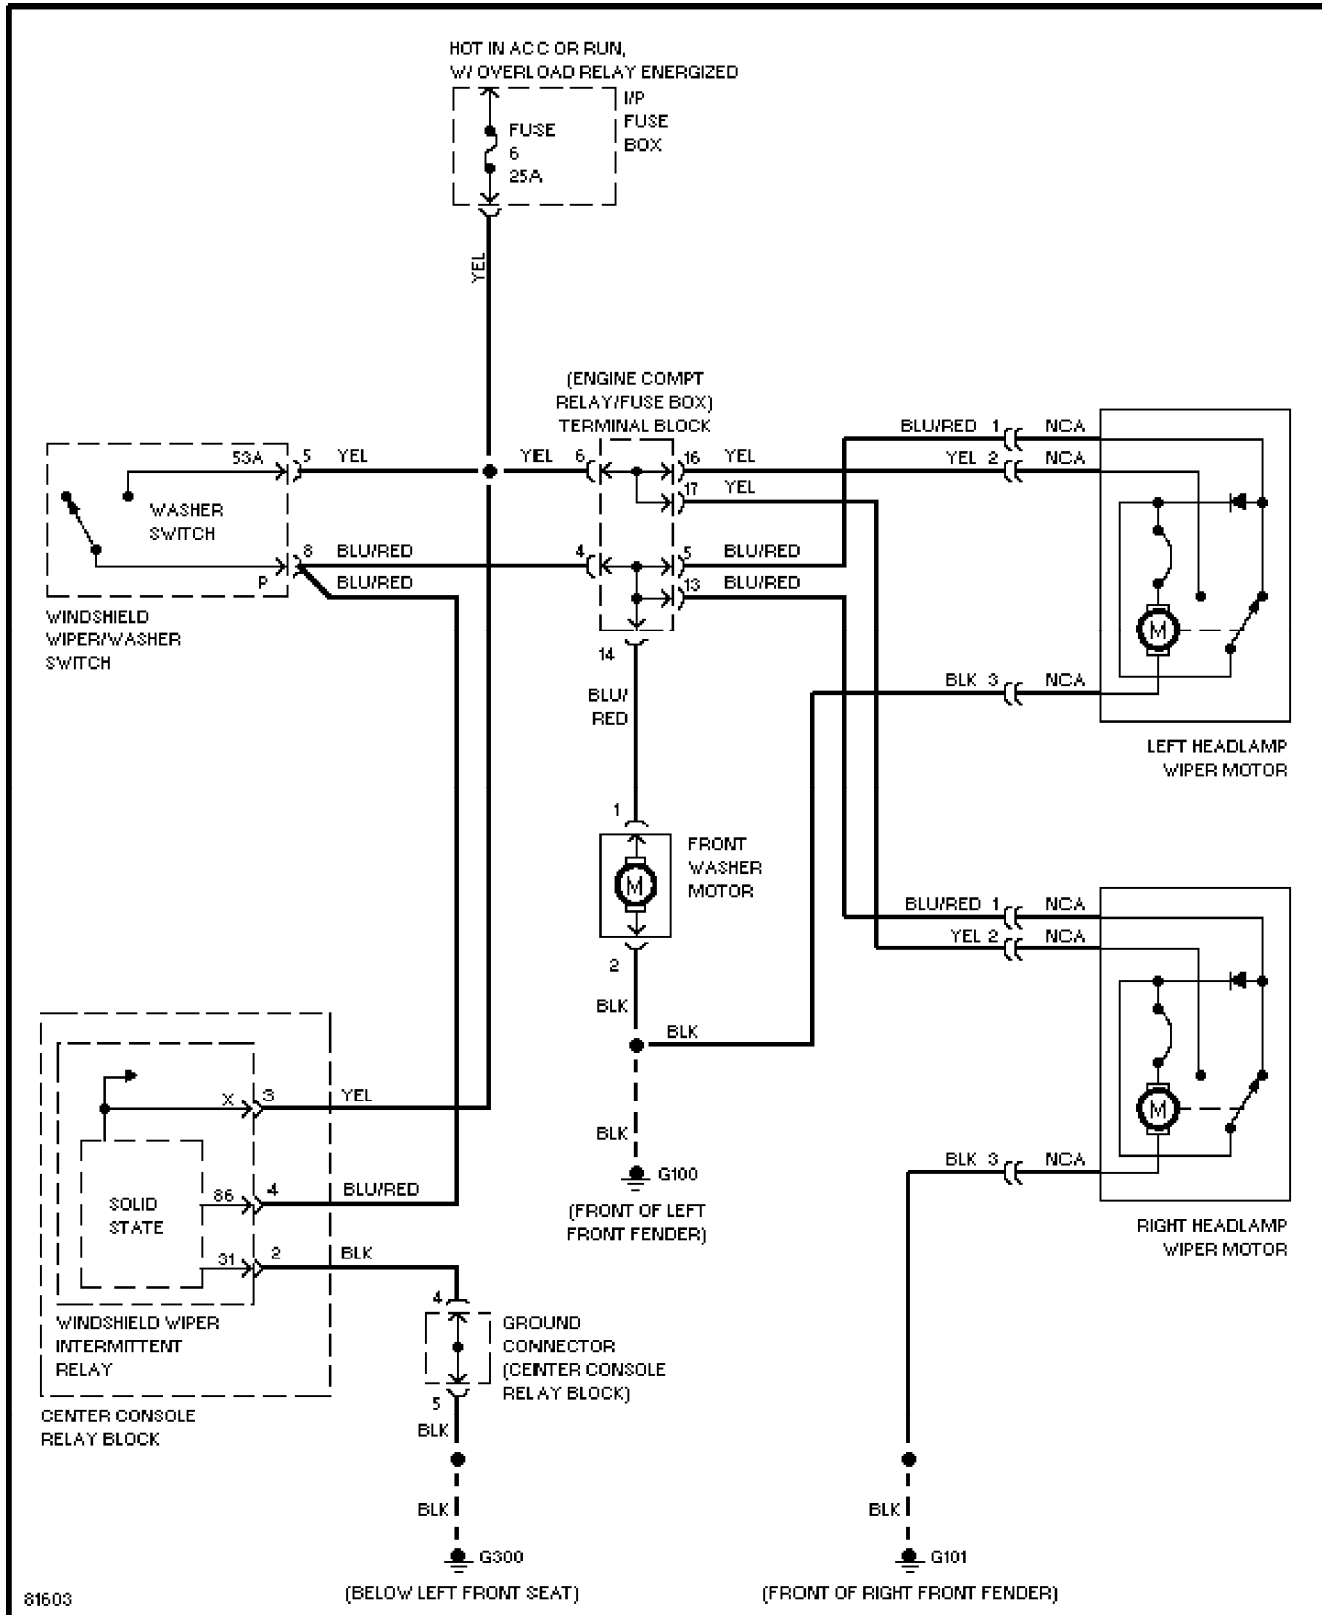 HOT IN ACC OR RUN,
W/ OVERLOAD RELAY ENERGIZED
I/P
FUSE
BOX
FUSE
6
25A
YEL
(ENGINE COMPT
RELAY/FUSE BOX)
TERMINAL BLOCK
53A
5
YEL
YEL
6
16
YEL
17
YEL
WASHER
SWITCH
P
8
BLU/RED
BLU/RED
4
5
BLU/RED
13
BLU/RED
14
WINDSHIELD
WIPER/WASHER
SWITCH
BLU/RED 1
NCA
YEL 2
NCA
M
BLK 3
NCA
LEFT HEADLAMP
WIPER MOTOR
BLU/
RED
1
M
FRONT
WASHER
MOTOR
2
BLK
BLK
BLK
G100
(FRONT OF LEFT
FRONT FENDER)
BLU/RED 1
NCA
YEL 2
NCA
M
BLK 3
NCA
RIGHT HEADLAMP
WIPER MOTOR
X
3
YEL
SOLID
STATE
86
4
BLU/RED
31
2
BLK
WINDSHIELD WIPER
INTERMITTENT
RELAY
CENTER CONSOLE
RELAY BLOCK
4
GROUND
CONNECTOR
(CENTER CONSOLE
RELAY BLOCK)
5
BLK
BLK
G300
(BELOW LEFT FRONT SEAT)
BLK
G101
(FRONT OF RIGHT FRONT FENDER)
81603